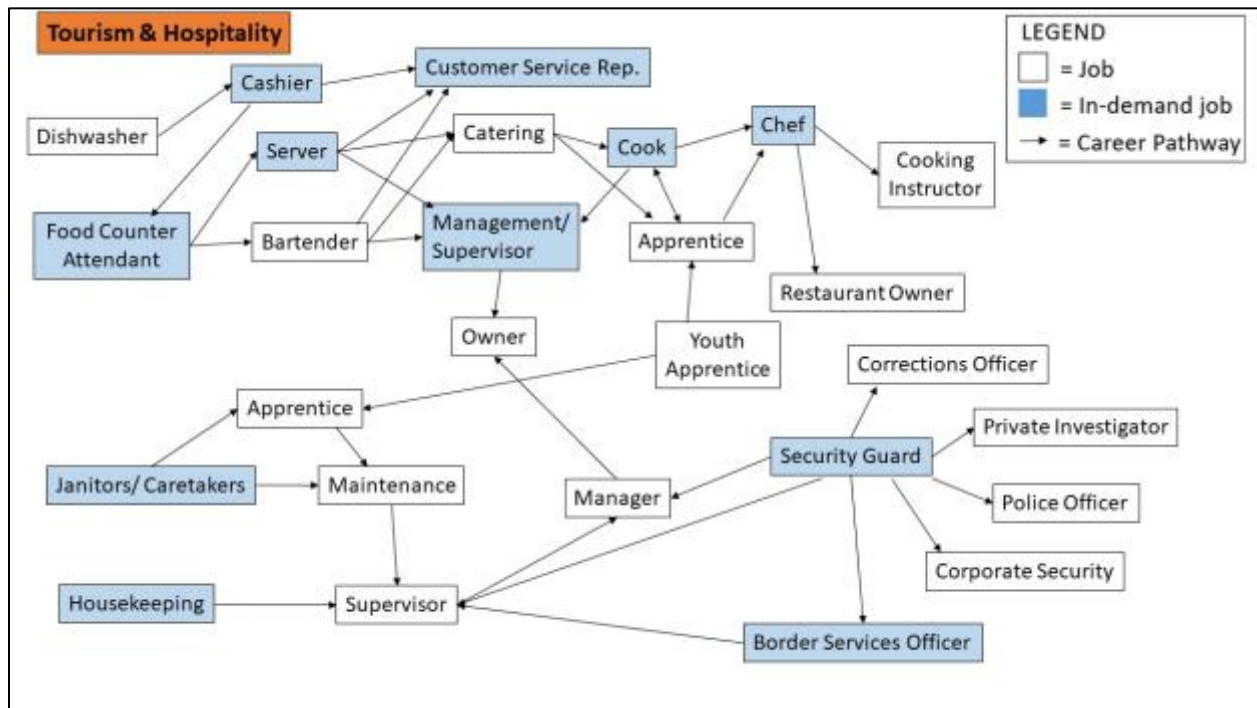 Tourism & Hospitality
LEGEND
= Job
= In-demand job
= Career Pathway
Cashier
Customer Service Rep.
Dishwasher
Server
Catering
Cook
Chef
Cooking
Instructor
Food Counter
Attendant
Bartender
Management/
Supervisor
Apprentice
Restaurant Owner
Owner
Youth
Apprentice
Corrections Officer
Apprentice
Private Investigator
Security Guard
Janitors/ Caretakers
Maintenance
Manager
Police Officer
Corporate Security
Housekeeping
Supervisor
Border Services Officer